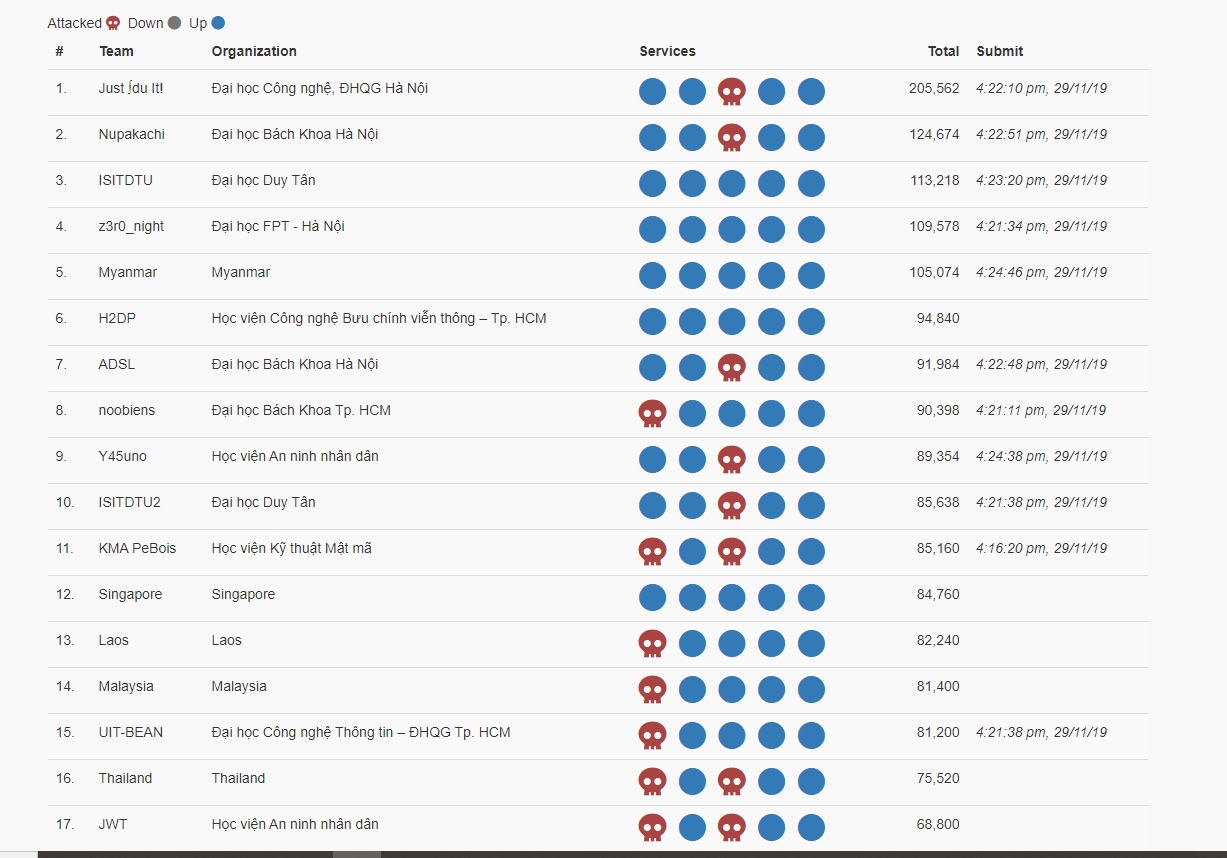 Attacked Down Up
# Team Organization Services Total Submit
1. Just ∫du It! Đại học Công nghệ, ĐHQG Hà Nội 205,562 4:22:10 pm, 29/11/19
2. Nupakachi Đại học Bách Khoa Hà Nội 124,674 4:22:51 pm, 29/11/19
3. ISITDTU Đại học Duy Tân 113,218 4:23:20 pm, 29/11/19
4. z3r0_night Đại học FPT - Hà Nội 109,578 4:21:34 pm, 29/11/19
5. Myanmar Myanmar 105,074 4:24:46 pm, 29/11/19
6. H2DP Học viện Công nghệ Bưu chính viễn thông – Tp. HCM 94,840
7. ADSL Đại học Bách Khoa Hà Nội 91,984 4:22:48 pm, 29/11/19
8. noobiens Đại học Bách Khoa Tp. HCM 90,398 4:21:11 pm, 29/11/19
9. Y45uno Học viện An ninh nhân dân 89,354 4:24:38 pm, 29/11/19
10. ISITDTU2 Đại học Duy Tân 85,638 4:21:38 pm, 29/11/19
11. KMA PeBois Học viện Kỹ thuật Mật mã 85,160 4:16:20 pm, 29/11/19
12. Singapore Singapore 84,760
13. Laos Laos 82,240
14. Malaysia Malaysia 81,400
15. UIT-BEAN Đại học Công nghệ Thông tin – ĐHQG Tp. HCM 81,200 4:21:38 pm, 29/11/19
16. Thailand Thailand 75,520
17. JWT Học viện An ninh nhân dân 68,800